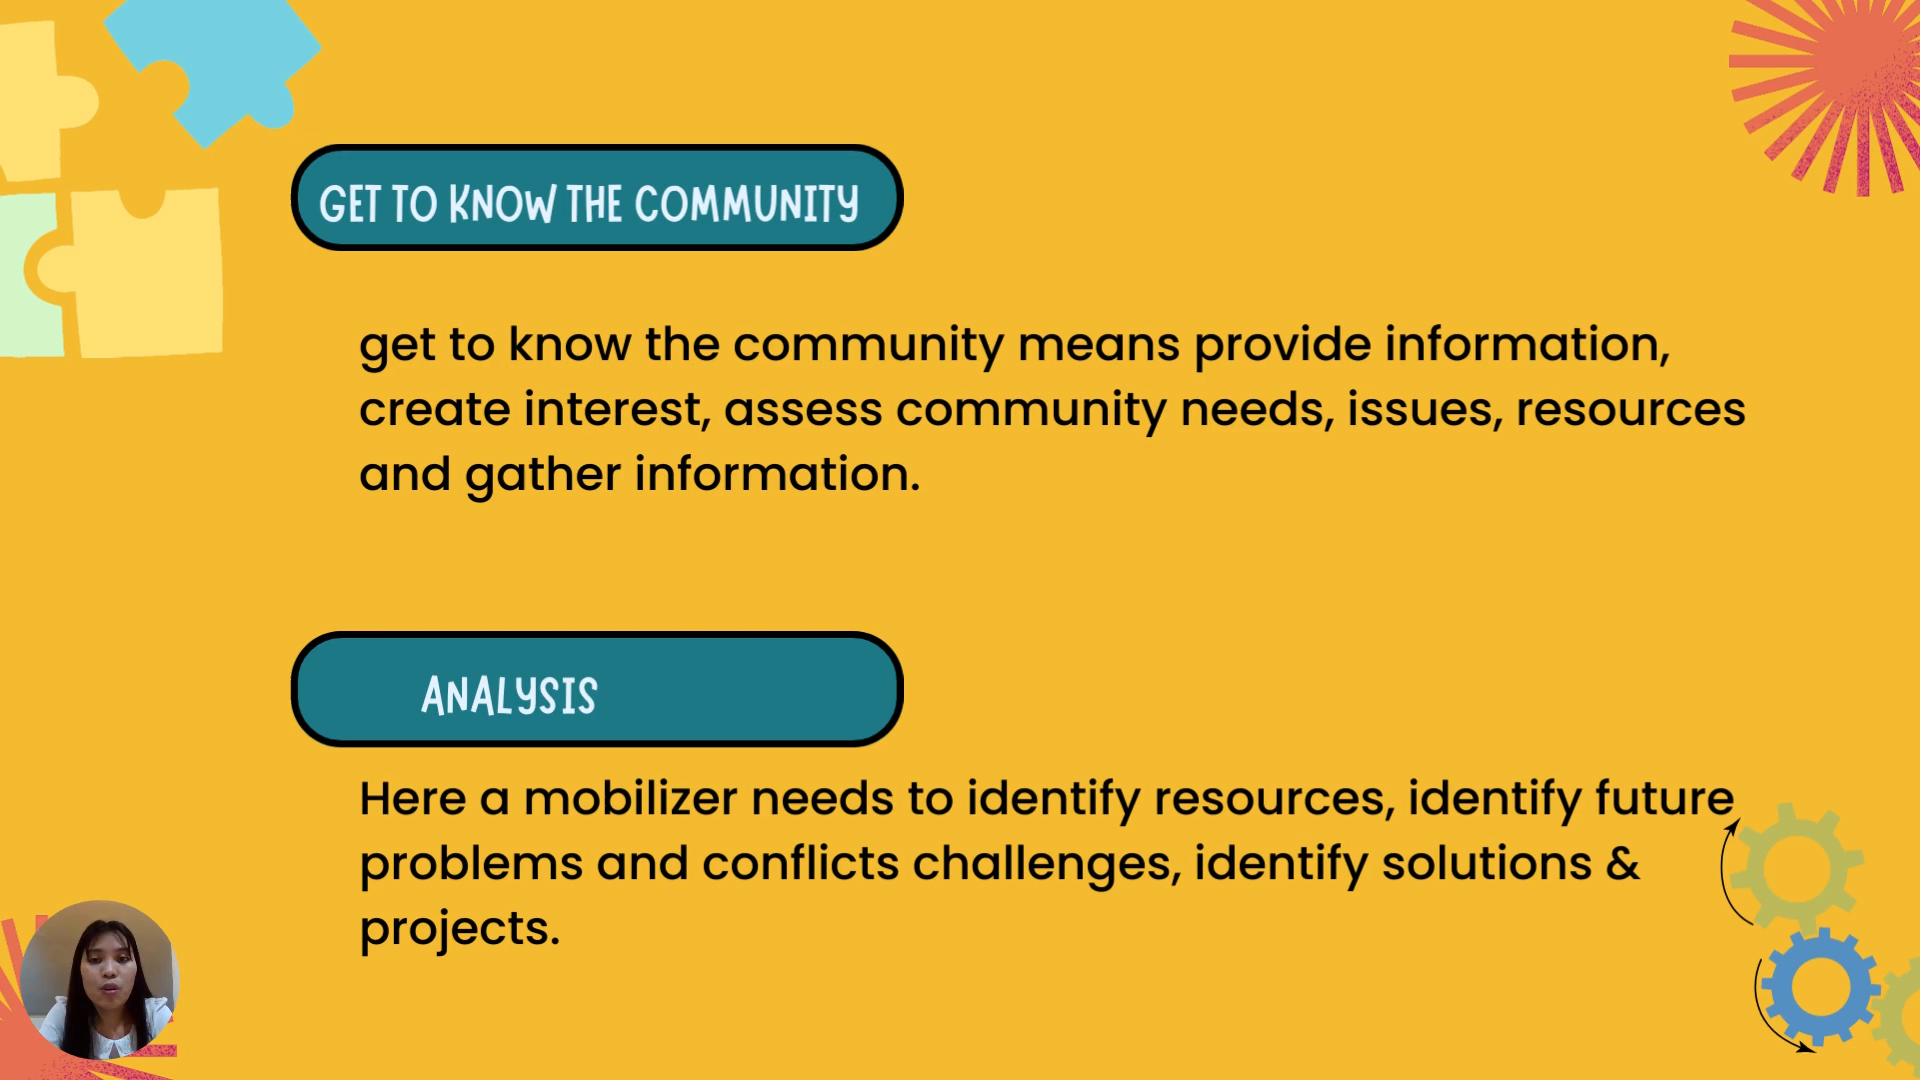 GET TO KNOW THE COMMUNITY
get to know the community means provide information,
create interest, assess community needs, issues, resources
and gather information.
ANALYSIS
Here a mobilizer needs to identify resources, identify future
problems and conflicts challenges, identify solutions &
projects.